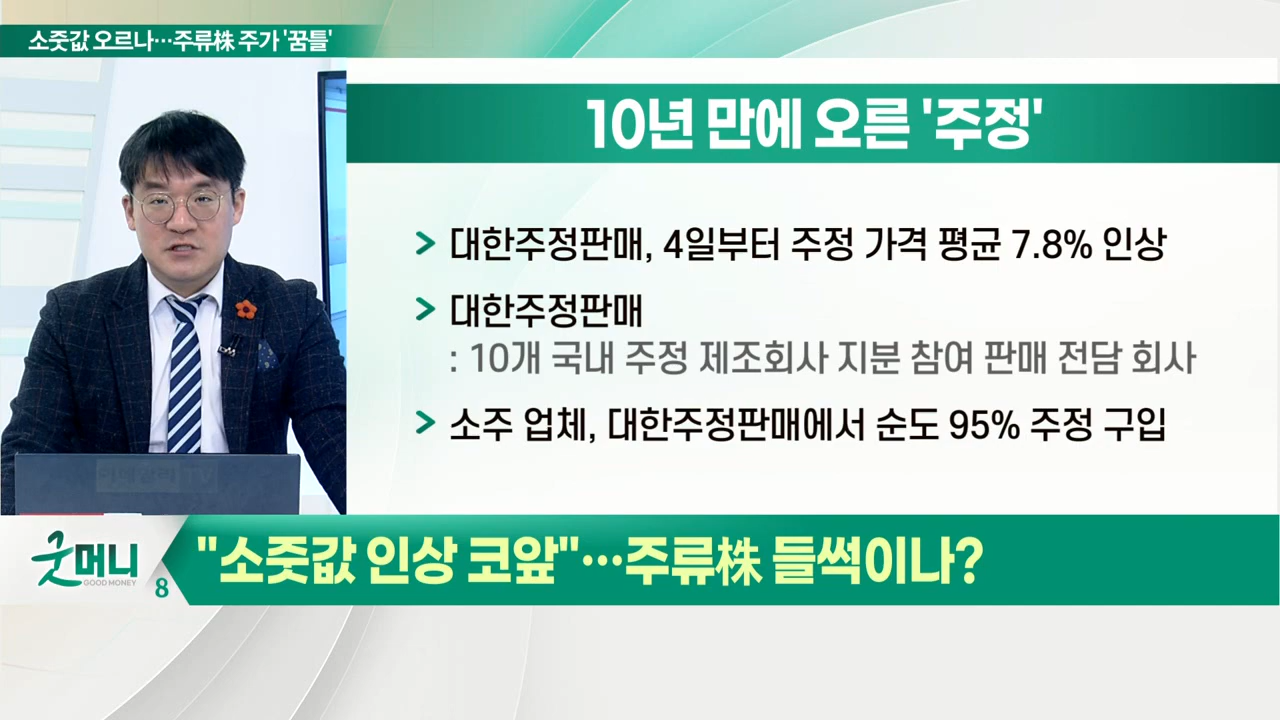 소줏값 오르나…주류株 주가 '꿈틀'
10년 만에 오른 '주정'
> 대한주정판매, 4일부터 주정 가격 평균 7.8% 인상
> 대한주정판매
: 10개 국내 주정 제조회사 지분 참여 판매 전담 회사
> 소주 업체, 대한주정판매에서 순도 95% 주정 구입
굿머니
GOOD MONEY
8
"소줏값 인상 코앞"…주류株 들썩이나?